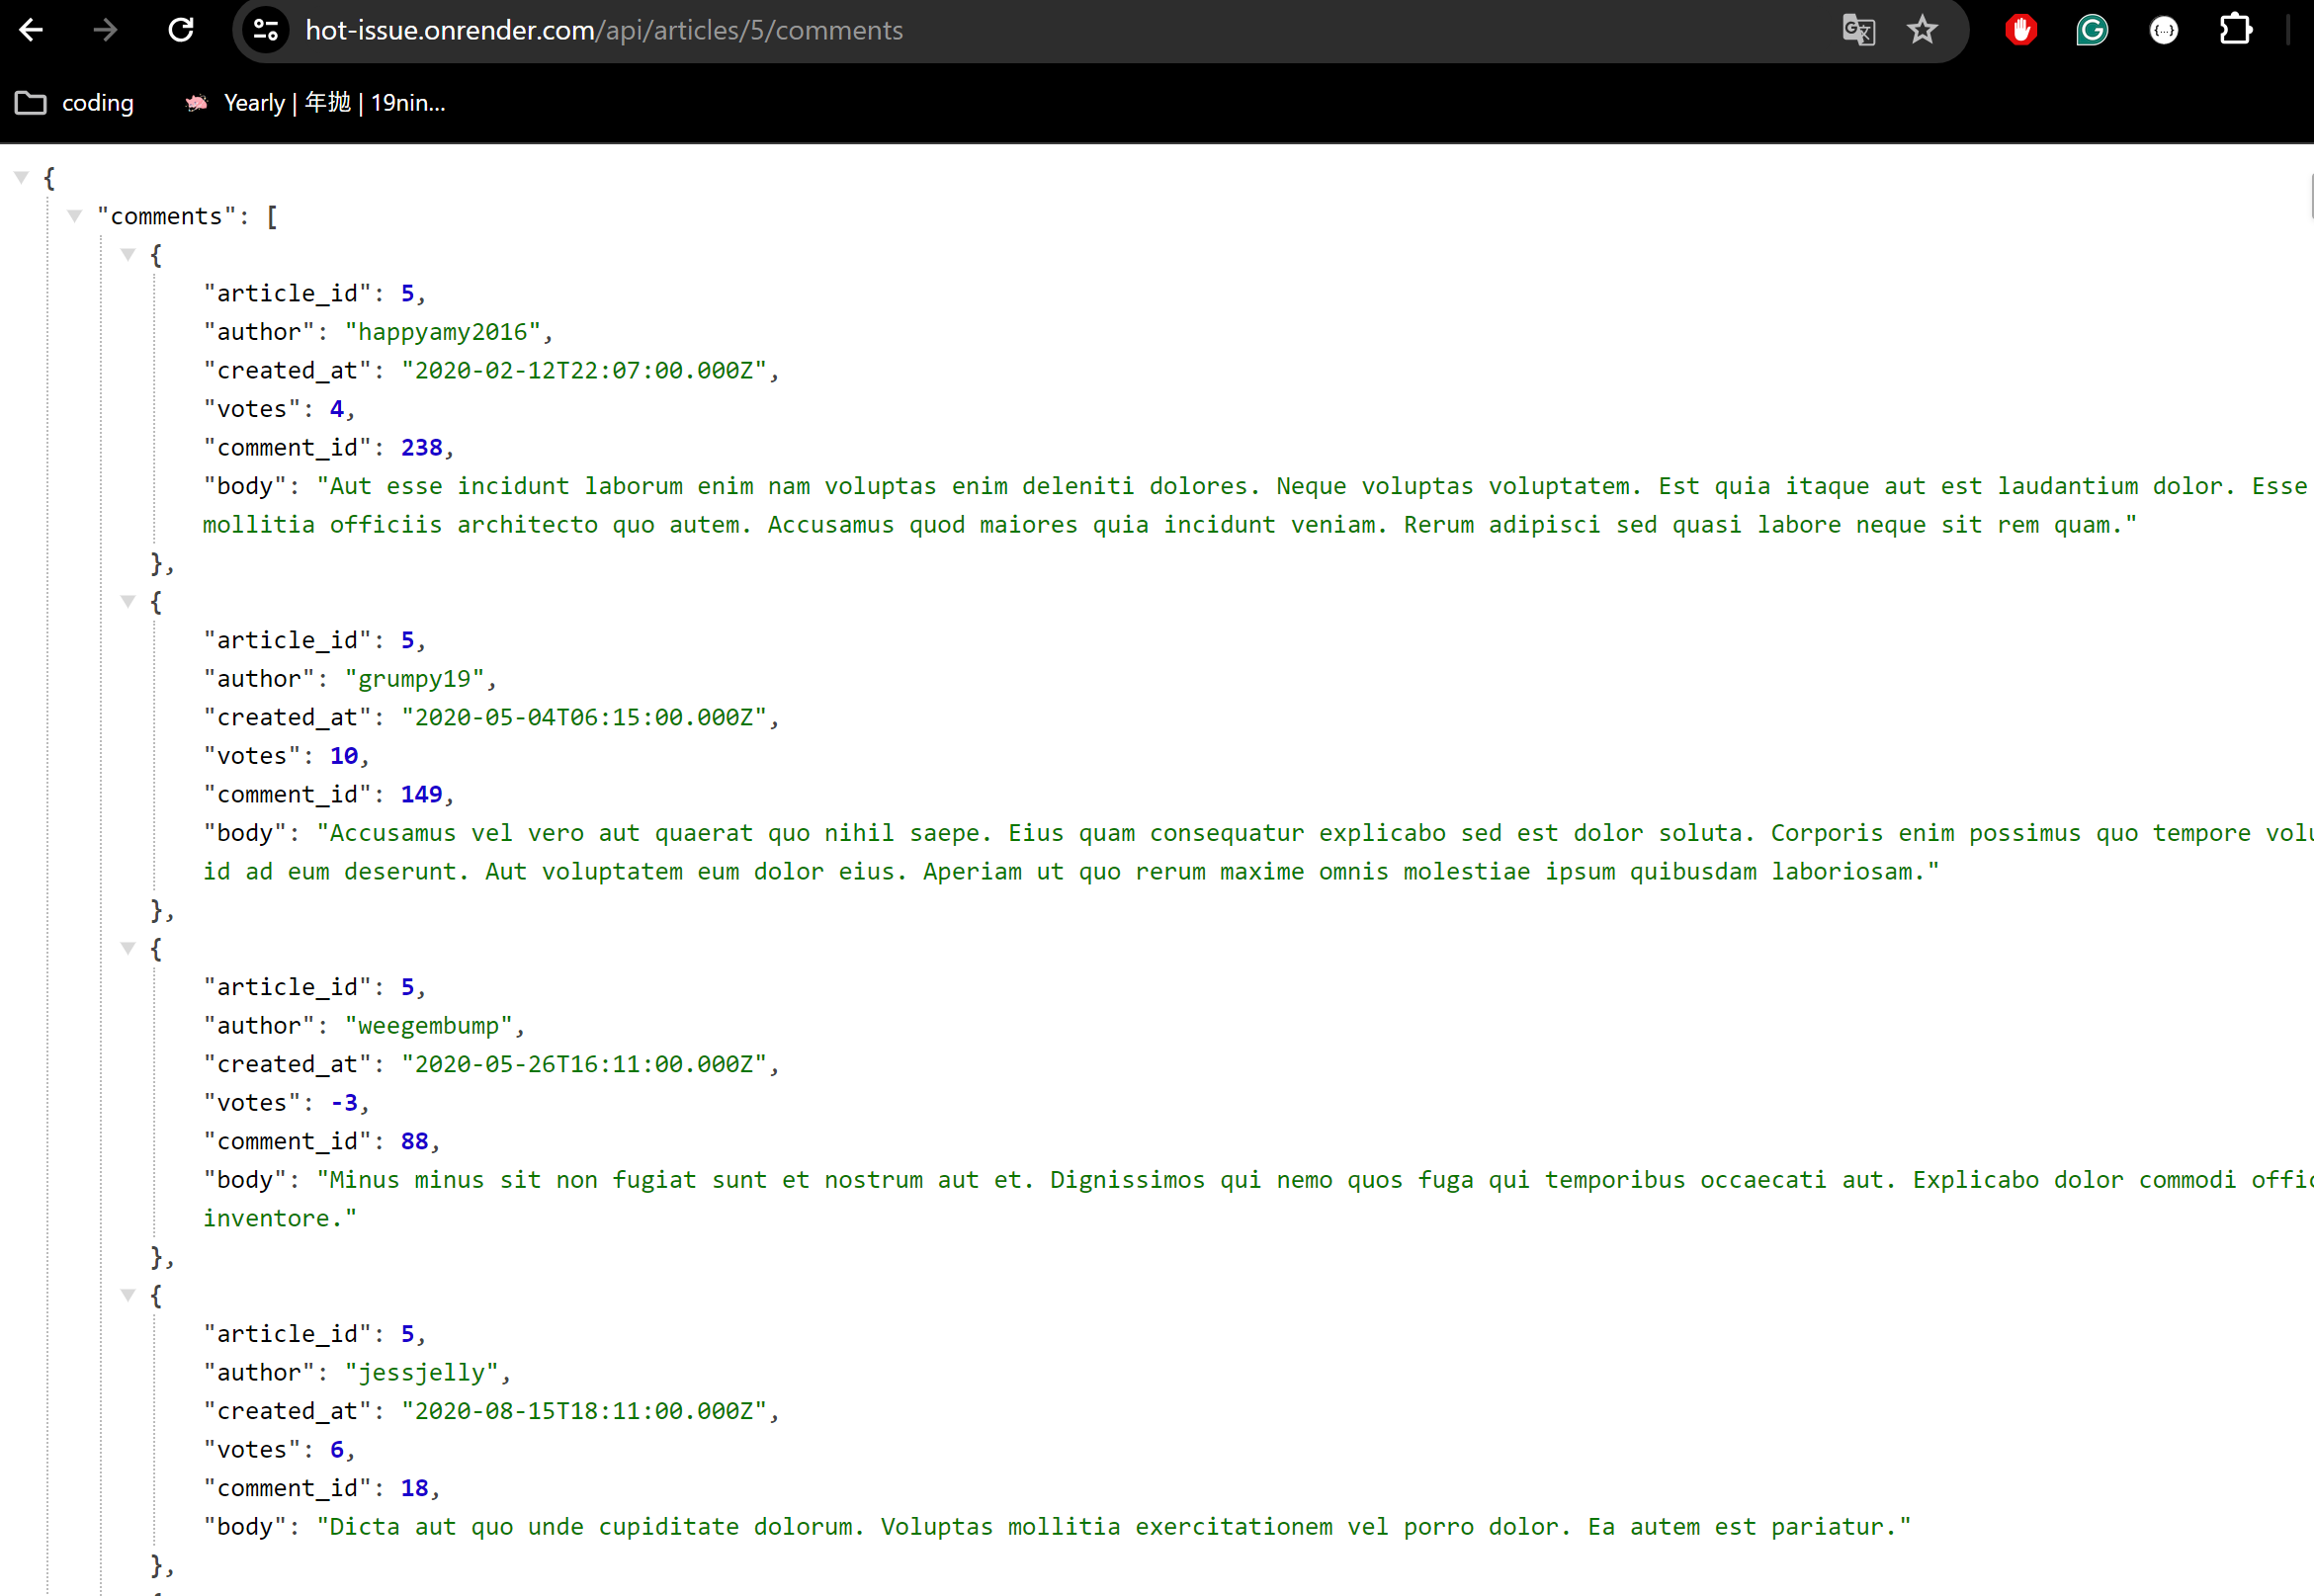 hot-issue.onrender.com/api/articles/5/comments
coding
Yearly | 年抛 | 19nin...
{
"comments": [
{
"article_id": 5,
"author": "happyamy2016",
"created_at": "2020-02-12T22:07:00.000Z",
"votes": 4,
"comment_id": 238,
"body": "Aut esse incidunt laborum enim nam voluptas enim deleniti dolores. Neque voluptas voluptatem. Est quia itaque aut est laudantium dolor. Esse
mollitia officiis architecto quo autem. Accusamus quod maiores quia incidunt veniam. Rerum adipisci sed quasi labore neque sit rem quam."
},
{
"article_id": 5,
"author": "grumpy19",
"created_at": "2020-05-04T06:15:00.000Z",
"votes": 10,
"comment_id": 149,
"body": "Accusamus vel vero aut quaerat quo nihil saepe. Eius quam consequatur explicabo sed est dolor soluta. Corporis enim possimus quo tempore
id ad eum deserunt. Aut voluptatem eum dolor eius. Aperiam ut quo rerum maxime omnis molestiae ipsum quibusdam laboriosam."
},
{
"article_id": 5,
"author": "weegembump",
"created_at": "2020-05-26T16:11:00.000Z",
"votes": -3,
"comment_id": 88,
"body": "Minus minus sit non fugiat sunt et nostrum aut et. Dignissimos qui nemo quos fuga qui temporibus occaecati aut. Explicabo dolor commodi
inventore."
},
{
"article_id": 5,
"author": "jessjelly",
"created_at": "2020-08-15T18:11:00.000Z",
"votes": 6,
"comment_id": 18,
"body": "Dicta aut quo unde cupiditate dolorum. Voluptas mollitia exercitationem vel porro dolor. Ea autem est pariatur."
},